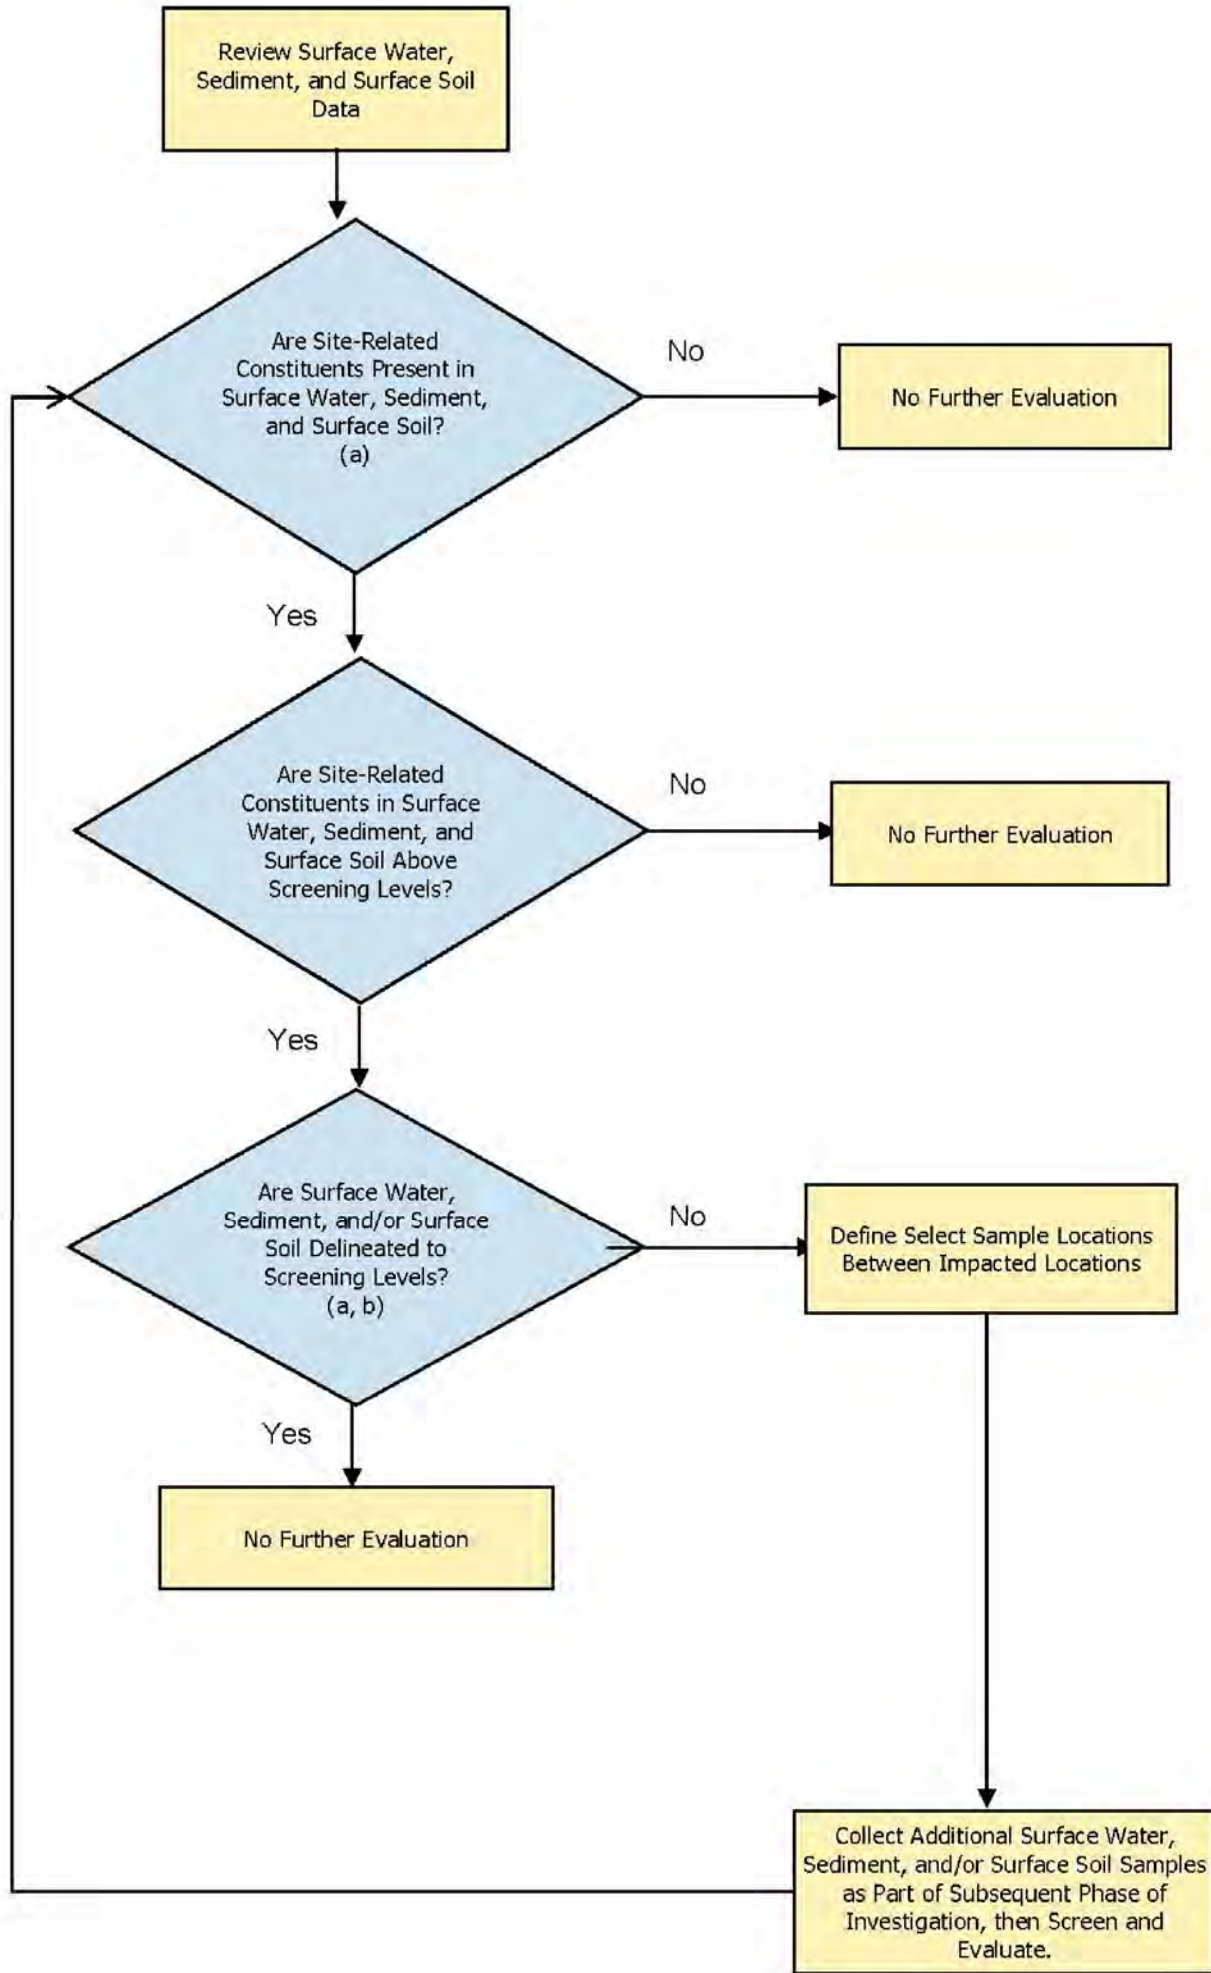 Review Surface Water,
Sediment, and Surface Soil
Data
Are Site-Related
Constituents Present in
Surface Water, Sediment,
and Surface Soil?
(a)
No
No Further Evaluation
Yes
Are Site-Related
Constituents in Surface
Water, Sediment, and
Surface Soil Above
Screening Levels?
No
No Further Evaluation
Yes
Are Surface Water,
Sediment, and/or Surface
Soil Delineated to
Screening Levels?
(a, b)
No
Define Select Sample Locations
Between Impacted Locations
Yes
No Further Evaluation
Collect Additional Surface Water,
Sediment, and/or Surface Soil Samples
as Part of Subsequent Phase of
Investigation, then Screen and
Evaluate.